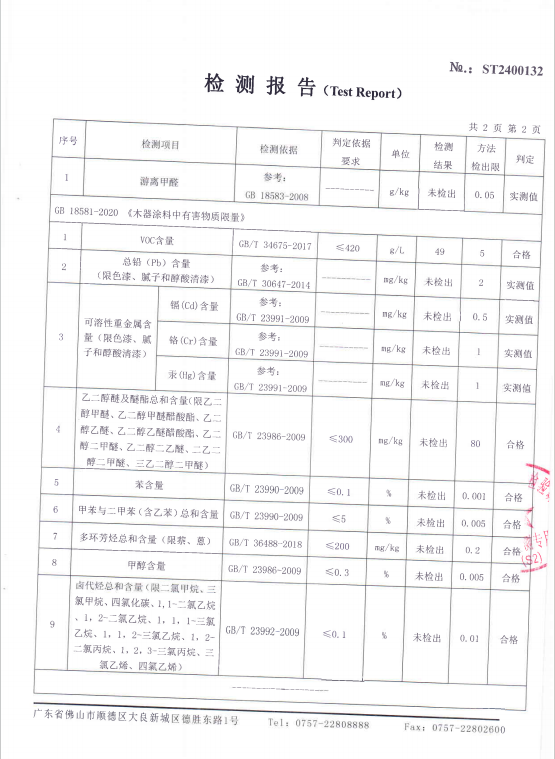 №.: ST2400132
检 测 报 告（Test Report）
共 2 页 第 2 页
序号 检测项目 检测依据 判定依据要求 单位 检测结果 方法检出限 判定
1 游离甲醛 参考： GB 18583-2008 ———— g/kg 未检出 0.05 实测值
GB 18581-2020 《木器涂料中有害物质限量》
1 VOC含量 GB/T 34675-2017 ≤420 g/L 49 5 合格
2 总铅（Pb）含量（限色漆、腻子和醇酸清漆） 参考： GB/T 30647-2014 ———— mg/kg 未检出 2 实测值
3 可溶性重金属含量（限色漆、腻子和醇酸清漆） 镉(Cd)含量 参考： GB/T 23991-2009 ———— mg/kg 未检出 0.5 实测值
铬(Cr)含量 参考： GB/T 23991-2009 ———— mg/kg 未检出 1 实测值
汞(Hg)含量 参考： GB/T 23991-2009 ———— mg/kg 未检出 1 实测值
4 乙二醇醚及醚酯总和含量(限乙二
醇甲醚、乙二醇甲醚醋酸酯、乙二
醇乙醚、乙二醇乙醚醋酸酯、乙二
醇二甲醚、乙二醇二乙醚、二乙二
醇二甲醚、三乙二醇二甲醚）
GB/T 23986-2009 ≤300 mg/kg 未检出 80 合格
5 苯含量 GB/T 23990-2009 ≤0.1 % 未检出 0.001 合格
6 甲苯与二甲苯（含乙苯）总和含量 GB/T 23990-2009 ≤5 % 未检出 0.005 合格
7 多环芳烃总和含量（限萘、蒽） GB/T 36488-2018 ≤200 mg/kg 未检出 0.2 合格
8 甲醇含量 GB/T 23986-2009 ≤0.3 % 未检出 0.005 合格
9 卤代烃总和含量（限二氯甲烷、三
氯甲烷、四氯化碳、1,1-二氯乙烷
、1，2-二氯乙烷、1，1，1-三氯
乙烷、1，1，2-三氯乙烷、1，2-
二氯丙烷、1，2，3-三氯丙烷、三
氯乙烯、四氯乙烯）
GB/T 23992-2009 ≤0.1 % 未检出 0.01 合格
广东省佛山市顺德区大良新城区德胜东路1号 Tel: 0757-22808888 Fax: 0757-22802600
专用
(S2)